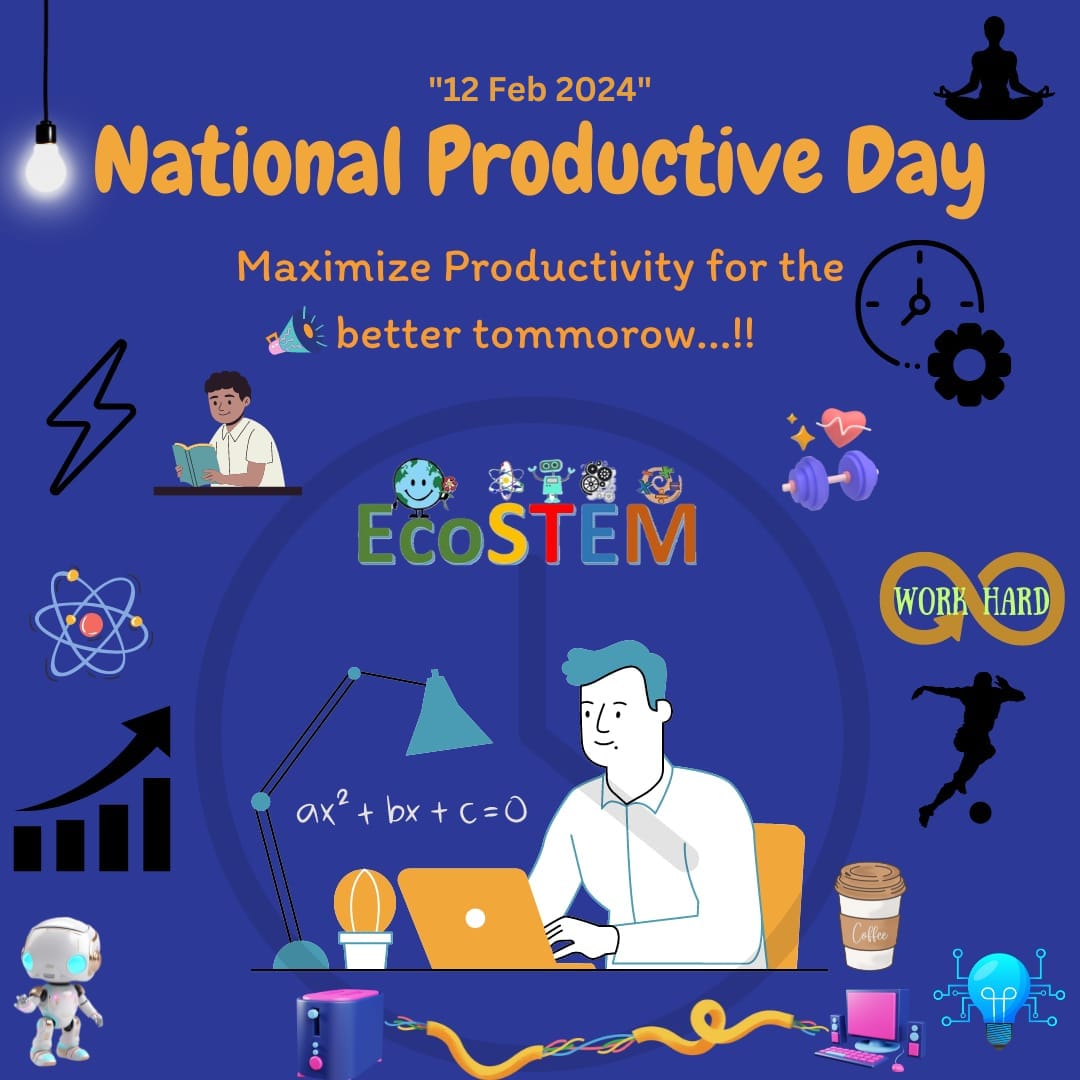 "12 Feb 2024"
National Productive Day
Maximize Productivity for the
better tommorow...!!
EcoSTEM
WORK HARD
ax² + bx + c = 0
Coffee